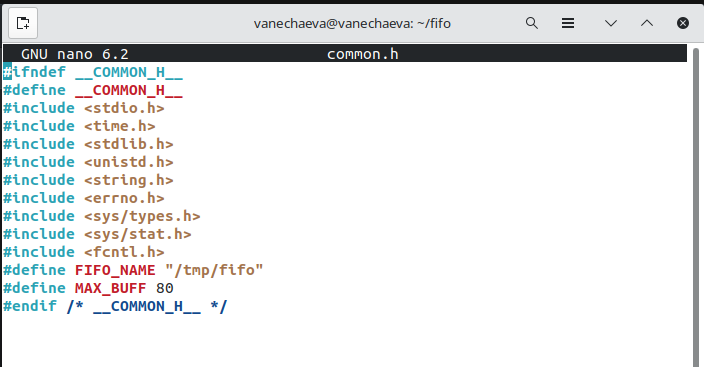 vanechaeva@vanechaeva: ~/fifo
GNU nano 6.2 common.h
#ifndef __COMMON_H__
#define __COMMON_H__
#include <stdio.h>
#include <time.h>
#include <stdlib.h>
#include <unistd.h>
#include <string.h>
#include <errno.h>
#include <sys/types.h>
#include <sys/stat.h>
#include <fcntl.h>
#define FIFO_NAME "/tmp/fifo"
#define MAX_BUFF 80
#endif /* __COMMON_H__ */